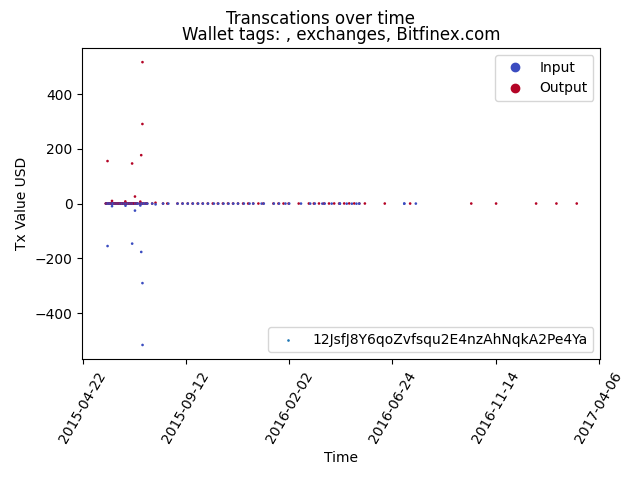 Transcations over time
Wallet tags: , exchanges, Bitfinex.com
Input
Output
400
200
0
−200
−400
Tx Value USD
12JsfJ8Y6qoZvfsqu2E4nzAhNqkA2Pe4Ya
2015-04-22
2015-09-12
2016-02-02
2016-06-24
2016-11-14
2017-04-06
Time